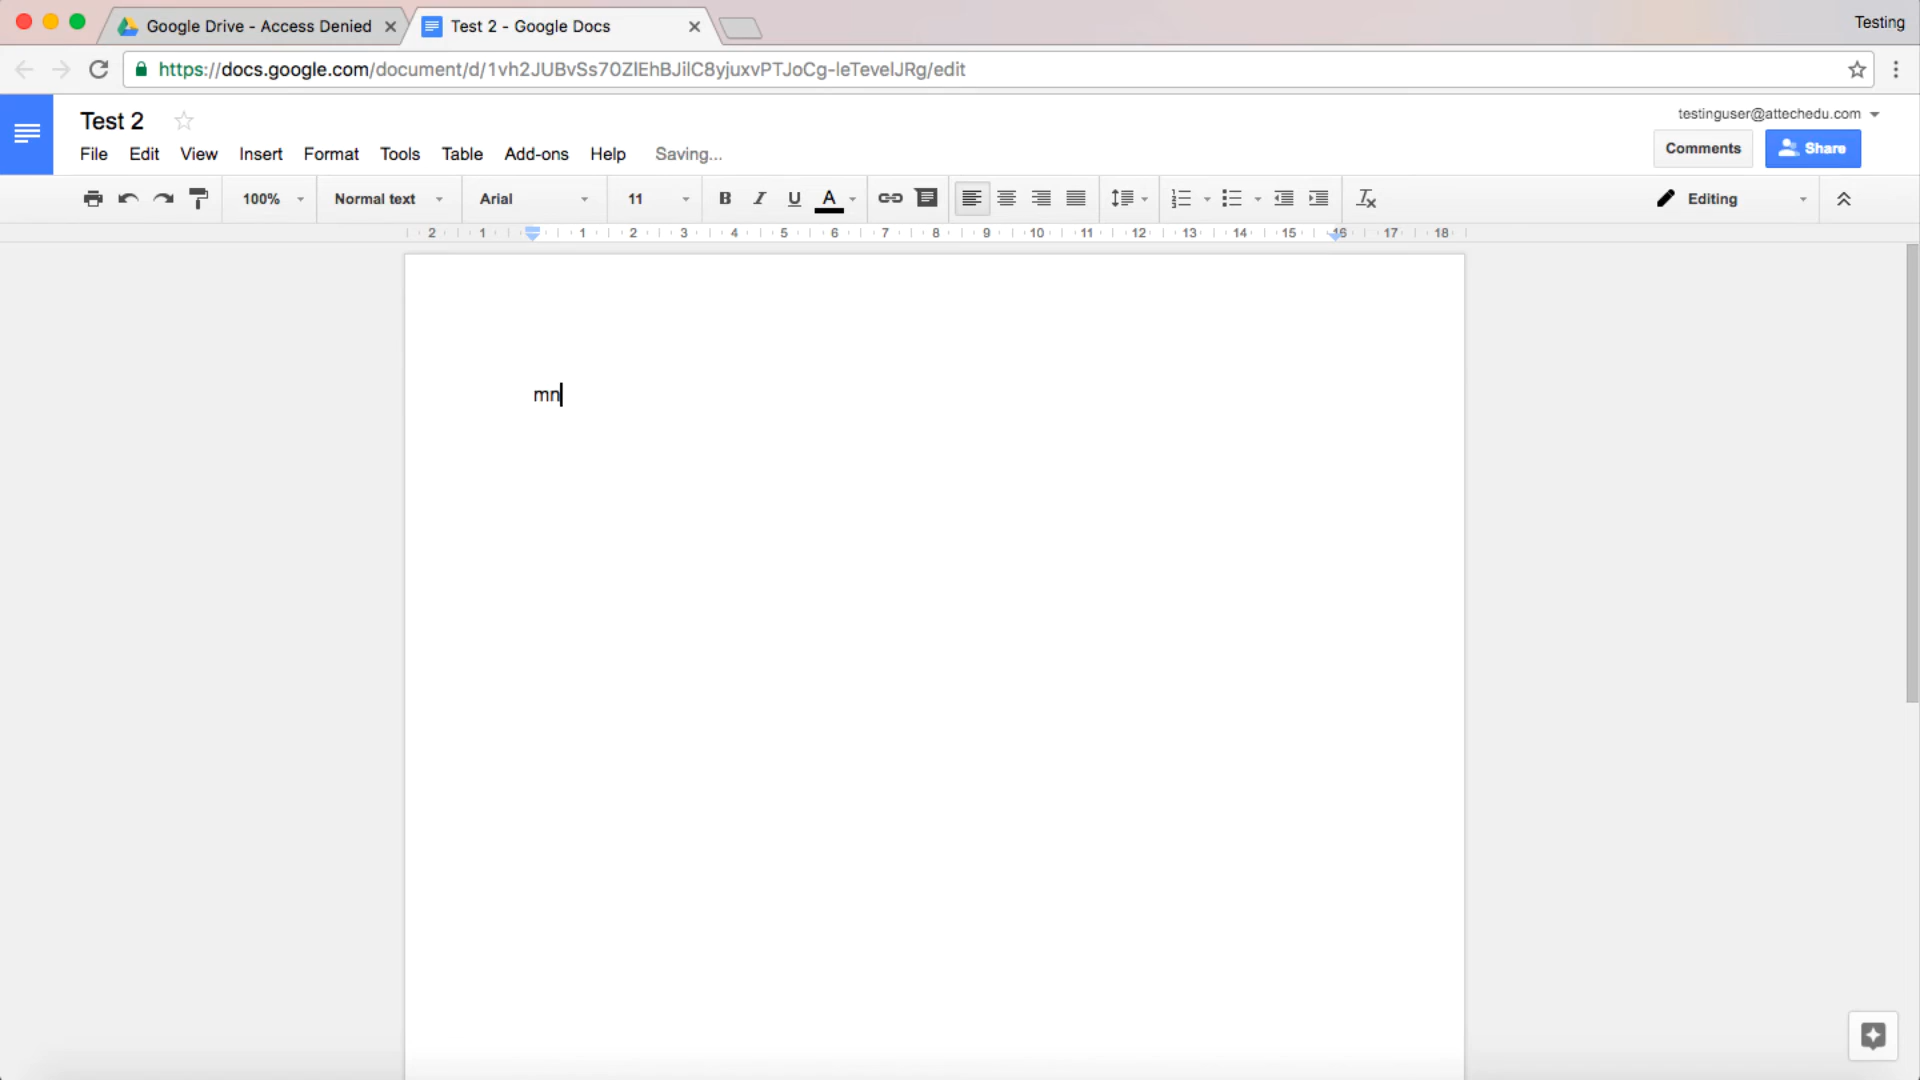 Google Drive - Access Denied
Test 2 - Google Docs
Testing
https://docs.google.com/document/d/1vh2JUBvSs70ZlEhBJilC8yjuxvPTJoCg-leTevelJRg/edit
Test 2
testinguser@attechedu.com
File Edit View Insert Format Tools Table Add-ons Help Saving...
Comments Share
100% Normal text Arial 11 B I U A Editing
2 1 1 2 3 4 5 6 7 8 9 10 11 12 13 14 15 16 17 18
mn